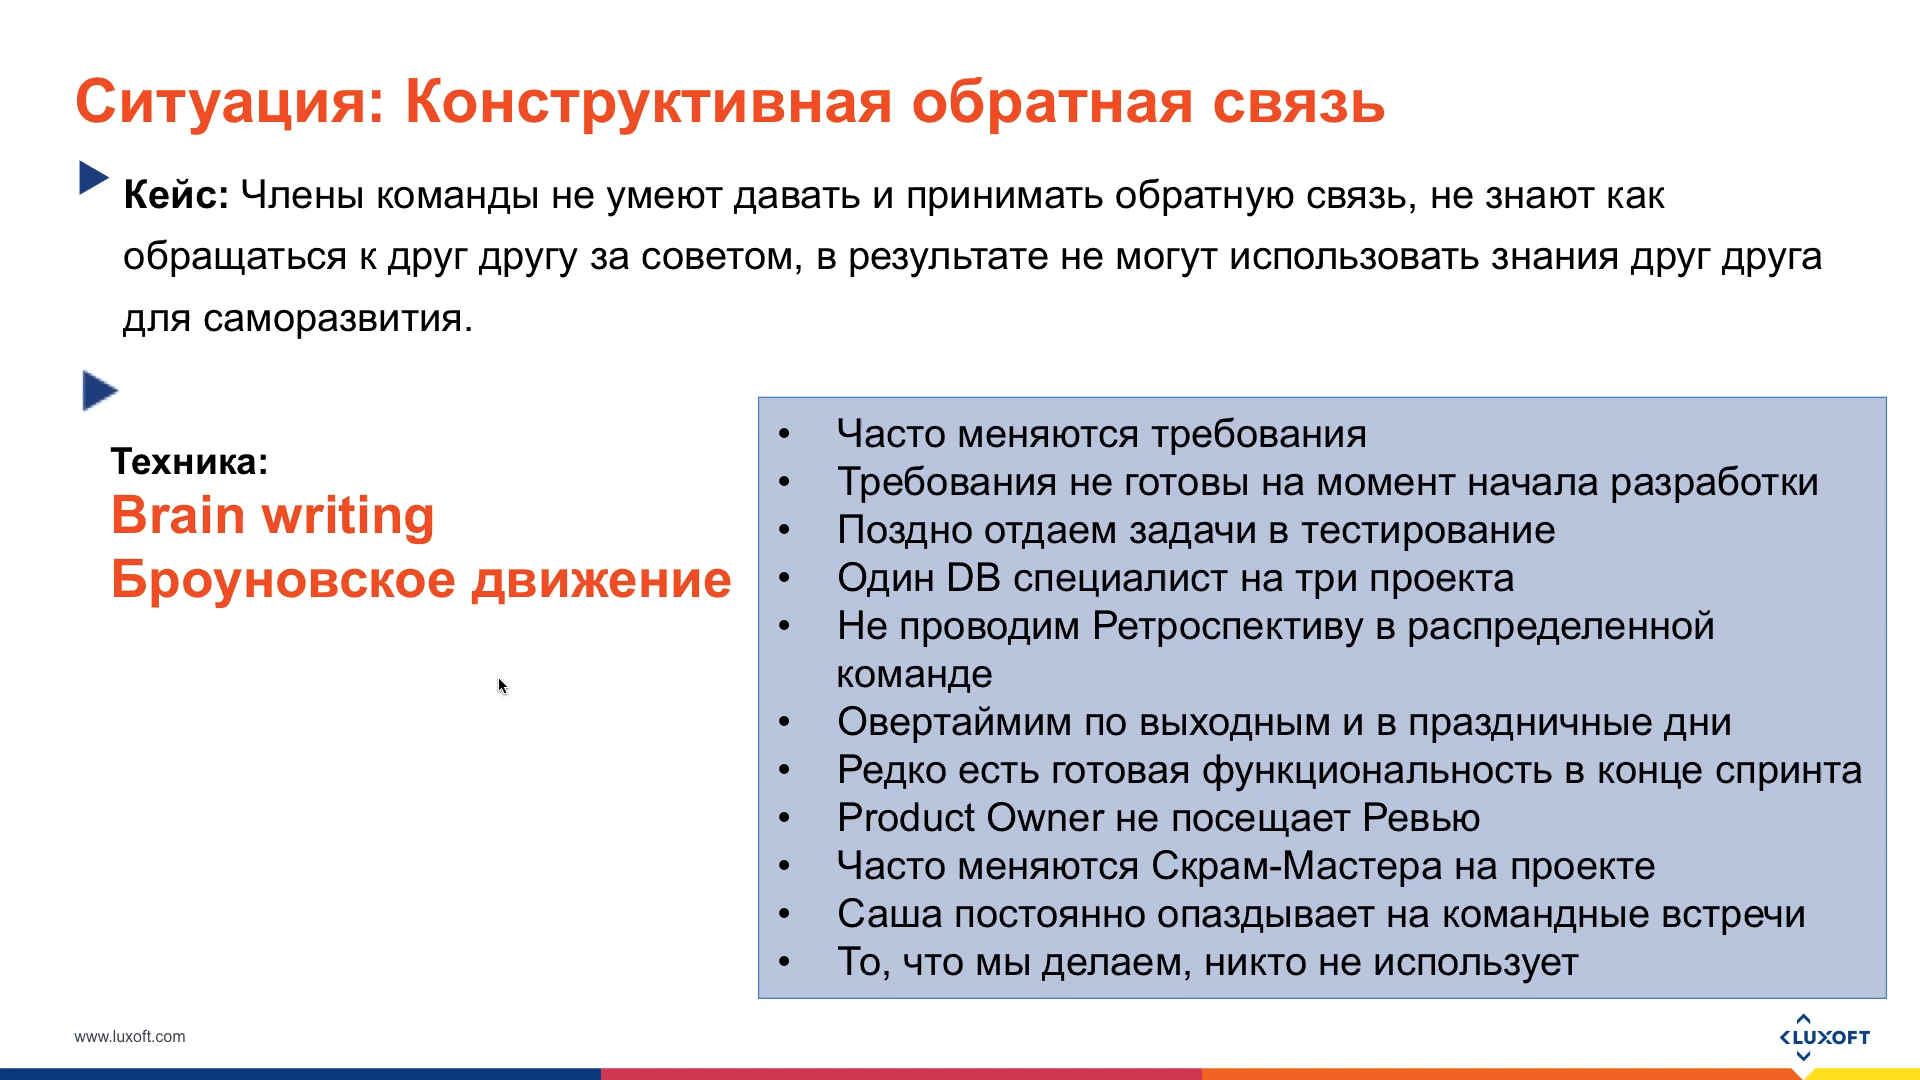 Ситуация: Конструктивная обратная связь
Кейс: Члены команды не умеют давать и принимать обратную связь, не знают как
обращаться к друг другу за советом, в результате не могут использовать знания друг друга
для саморазвития.
Техника:
Brain writing
Броуновское движение
• Часто меняются требования
• Требования не готовы на момент начала разработки
• Поздно отдаем задачи в тестирование
• Один DB специалист на три проекта
• Не проводим Ретроспективу в распределенной
команде
• Овертаймим по выходным и в праздничные дни
• Редко есть готовая функциональность в конце спринта
• Product Owner не посещает Ревью
• Часто меняются Скрам-Мастера на проекте
• Саша постоянно опаздывает на командные встречи
• То, что мы делаем, никто не использует
www.luxoft.com
LUXOFT